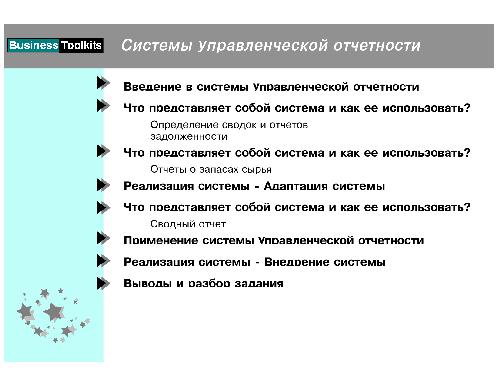 Business Toolkits
Системы Управленческой отчетности
Введение в системы Управленческой отчетности
Что представляет собой система и как ее использовать?
Определение сводок и отчетов
задолженности
Что представляет собой система и как ее использовать?
Отчеты о запасах сырья
Реализация системы - Адаптация системы
Что представляет собой система и как ее использовать?
Сводный отчет
Применение системы Управленческой отчетности
Реализация системы - Внедрение системы
Выводы и разбор задания